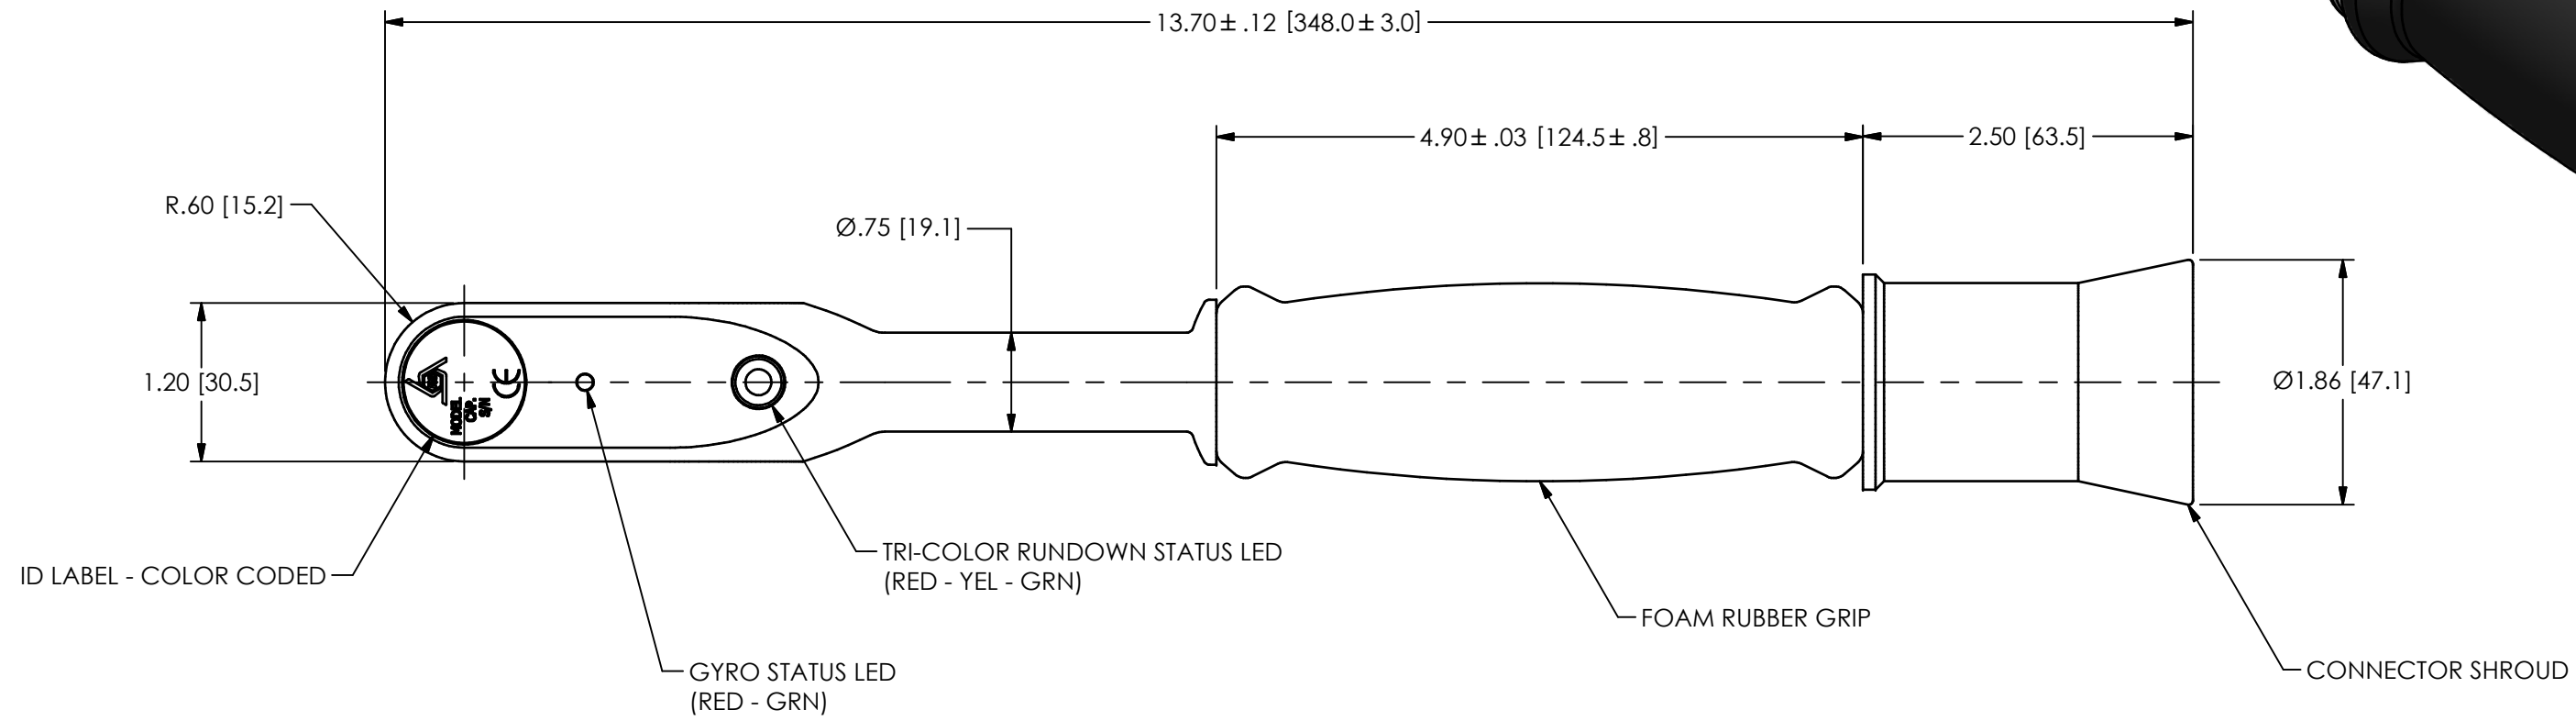 13.70± .12 [348.0± 3.0]
4.90± .03 [124.5± .8]
2.50 [63.5]
R.60 [15.2]
Ø.75 [19.1]
1.20 [30.5]
Ø1.86 [47.1]
MODEL
CAP.
S/N
CE
TRI-COLOR RUNDOWN STATUS LED
(RED - YEL - GRN)
ID LABEL - COLOR CODED
FOAM RUBBER GRIP
GYRO STATUS LED
(RED - GRN)
CONNECTOR SHROUD